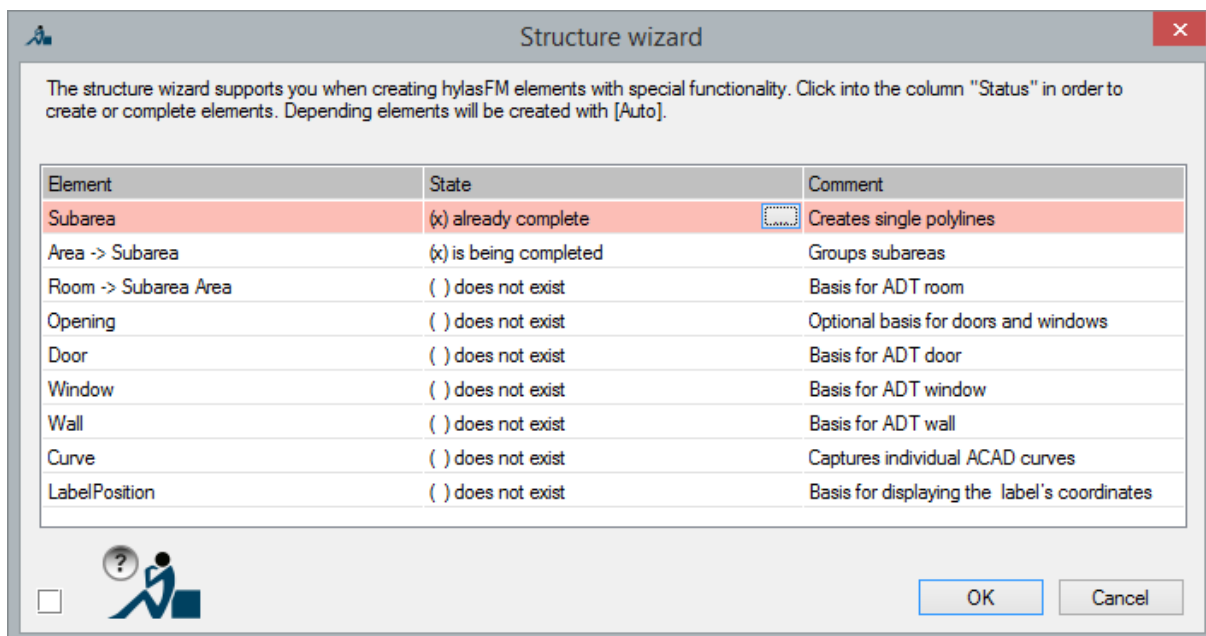 Structure wizard
The structure wizard supports you when creating hylasFM elements with special functionality. Click into the column "Status" in order to
create or complete elements. Depending elements will be created with [Auto].
Element State Comment
Subarea (x) already complete ... Creates single polylines
Area -> Subarea (x) is being completed Groups subareas
Room -> Subarea Area ( ) does not exist Basis for ADT room
Opening ( ) does not exist Optional basis for doors and windows
Door ( ) does not exist Basis for ADT door
Window ( ) does not exist Basis for ADT window
Wall ( ) does not exist Basis for ADT wall
Curve ( ) does not exist Captures individual ACAD curves
LabelPosition ( ) does not exist Basis for displaying the label's coordinates
?
OK Cancel